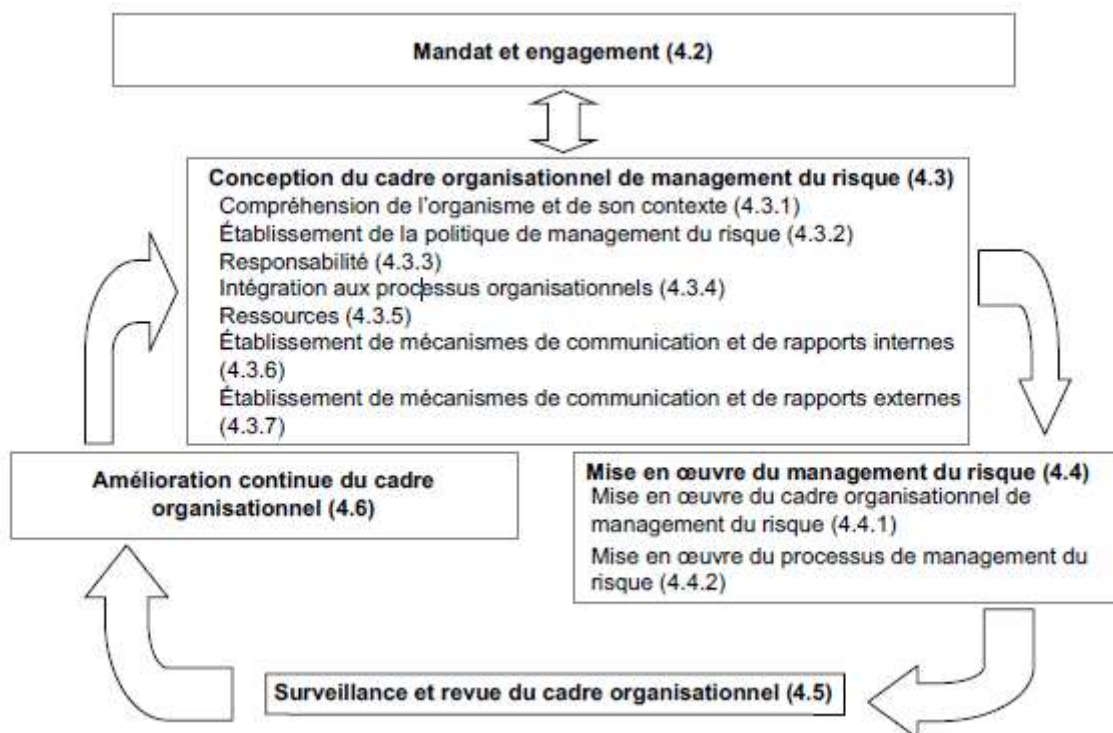 Mandat et engagement (4.2)
Conception du cadre organisationnel de management du risque (4.3)
Compréhension de l'organisme et de son contexte (4.3.1)
Établissement de la politique de management du risque (4.3.2)
Responsabilité (4.3.3)
Intégration aux processus organisationnels (4.3.4)
Ressources (4.3.5)
Établissement de mécanismes de communication et de rapports internes
(4.3.6)
Établissement de mécanismes de communication et de rapports externes
(4.3.7)
Mise en œuvre du management du risque (4.4)
Mise en œuvre du cadre organisationnel de
management du risque (4.4.1)
Mise en œuvre du processus de management du
risque (4.4.2)
Surveillance et revue du cadre organisationnel (4.5)
Amélioration continue du cadre
organisationnel (4.6)